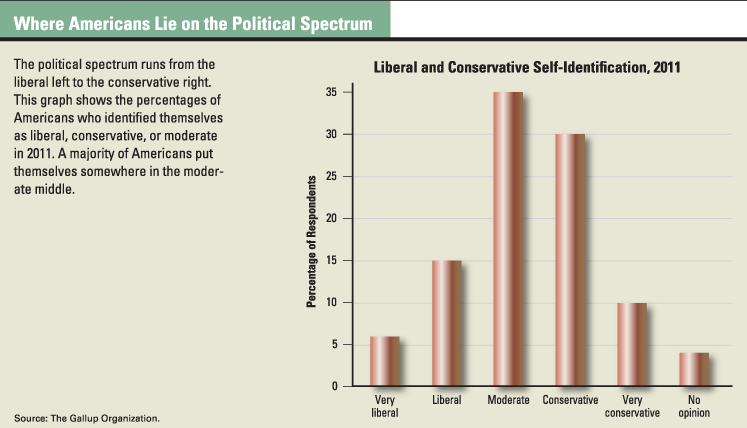 Where Americans Lie on the Political Spectrum
The political spectrum runs from the
liberal left to the conservative right.
This graph shows the percentages of
Americans who identified themselves
as liberal, conservative, or moderate
in 2011. A majority of Americans put
themselves somewhere in the moder-
ate middle.
Liberal and Conservative Self-Identification, 2011
Percentage of Respondents
35
30
25
20
15
10
5
0
Very
liberal
Liberal
Moderate
Conservative
Very
conservative
No
opinion
Source: The Gallup Organization.